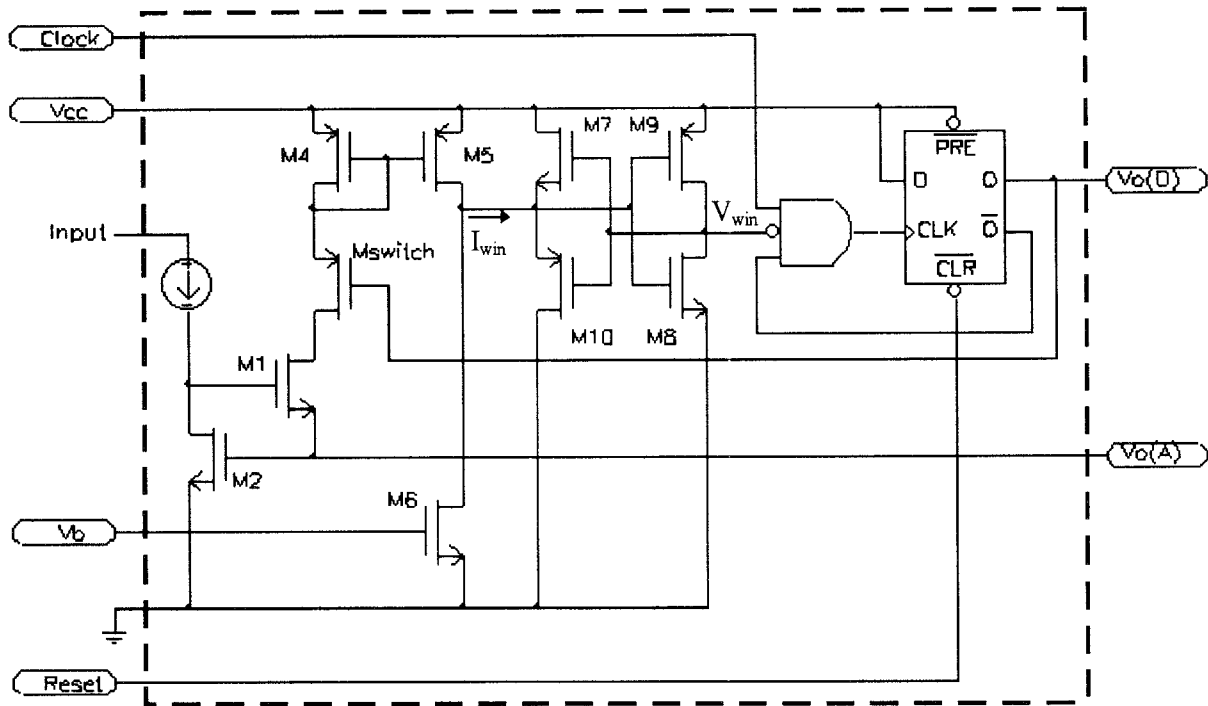 Clock
Vcc
M4
M5
M7
M9
PRE
D
Q
Vo(D)
Input
Mswitch
Iwin
Vwin
CLK
Q
CLR
M10
M8
M1
M2
Vo(A)
M6
Vb
Reset